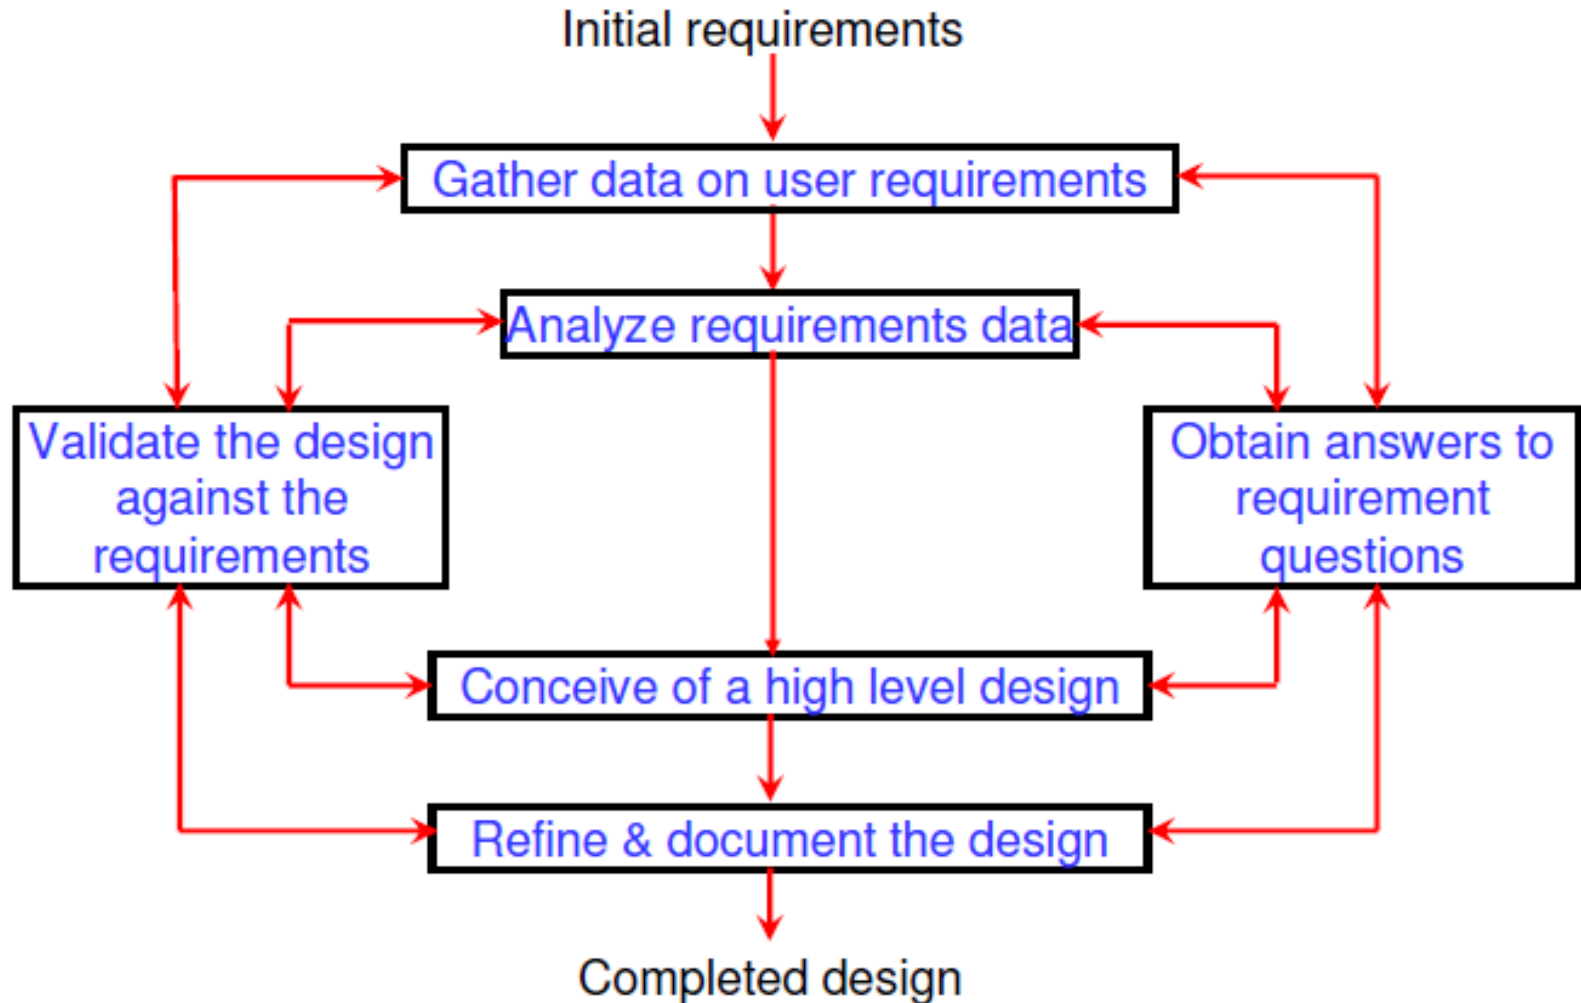 Initial requirements
Gather data on user requirements
Analyze requirements data
Validate the design
against the
requirements
Obtain answers to
requirement
questions
Conceive of a high level design
Refine & document the design
Completed design